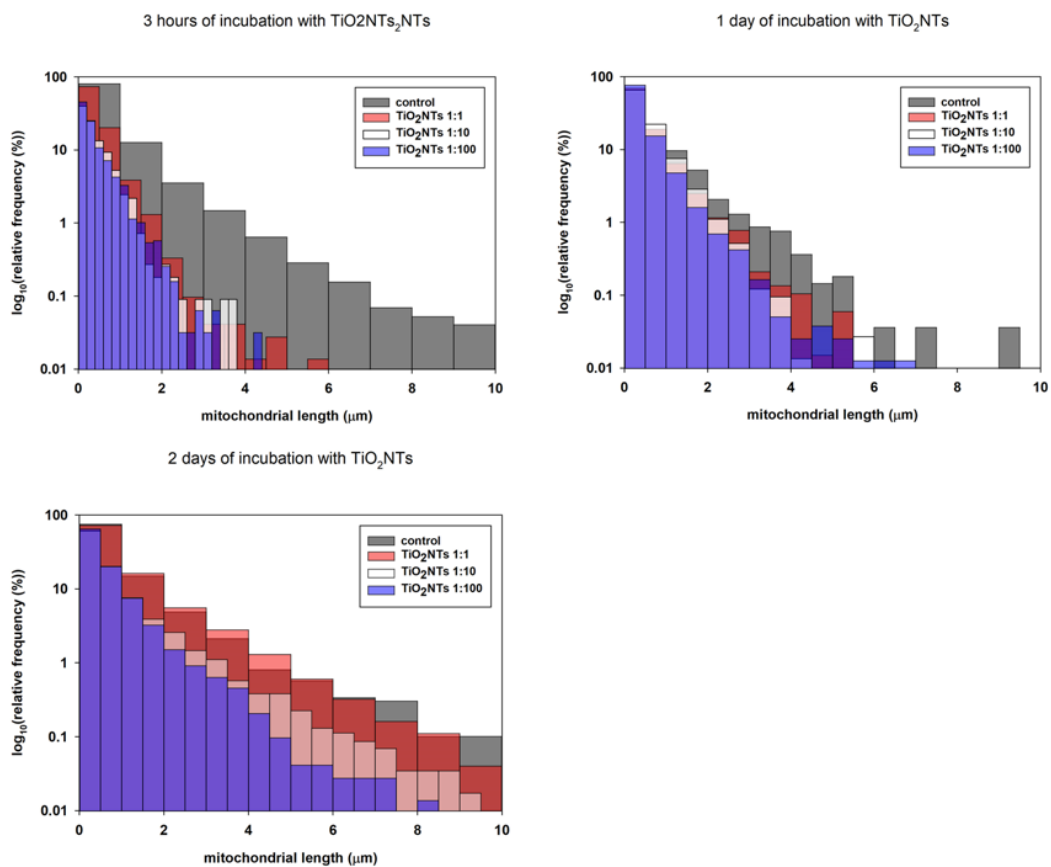 3 hours of incubation with TiO2NTs₂NTs
100
10
1
0.1
0.01
log₁₀(relative frequency (%))
0 2 4 6 8 10
mitochondrial length (μm)
control
TiO₂NTs 1:1
TiO₂NTs 1:10
TiO₂NTs 1:100
1 day of incubation with TiO₂NTs
100
10
1
0.1
0.01
log₁₀(relative frequency (%))
0 2 4 6 8 10
mitochondrial length (μm)
control
TiO₂NTs 1:1
TiO₂NTs 1:10
TiO₂NTs 1:100
2 days of incubation with TiO₂NTs
100
10
1
0.1
0.01
log₁₀(relative frequency (%))
0 2 4 6 8 10
mitochondrial length (μm)
control
TiO₂NTs 1:1
TiO₂NTs 1:10
TiO₂NTs 1:100